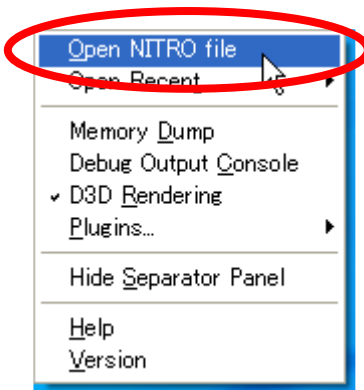 Open NITRO file
Open Recent
Memory Dump
Debug Output Console
D3D Rendering
Plugins...
Hide Separator Panel
Help
Version